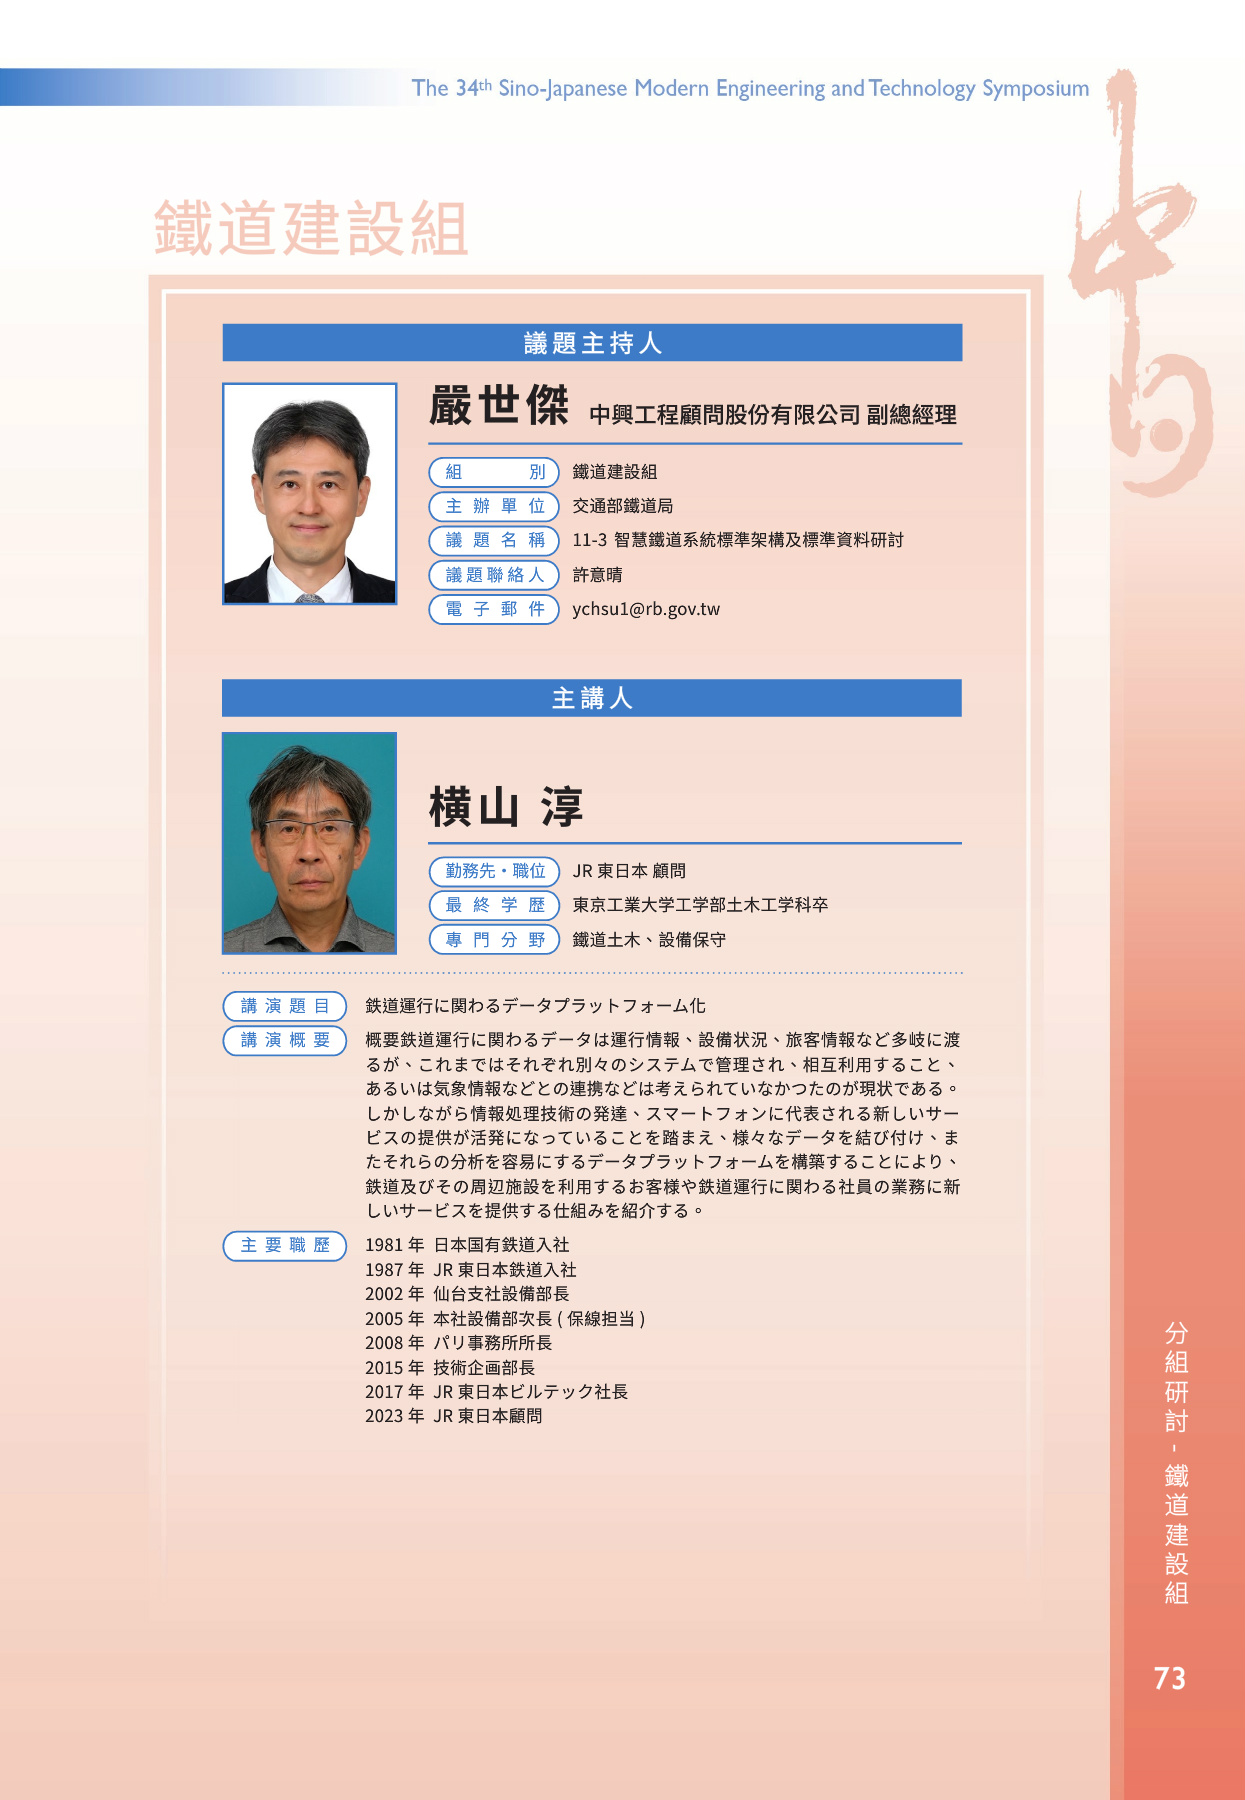 The 34th Sino-Japanese Modern Engineering and Technology Symposium
中日
鐵道建設組
議題主持人
嚴世傑 中興工程顧問股份有限公司 副總經理
組別 鐵道建設組
主辦單位 交通部鐵道局
議題名稱 11-3 智慧鐵道系統標準架構及標準資料研討
議題聯絡人 許意晴
電子郵件 ychsu1@rb.gov.tw
主講人
横山 淳
勤務先・職位 JR 東日本 顧問
最終学歴 東京工業大学工学部土木工学科卒
專門分野 鐵道土木、設備保守
講演題目 鉄道運行に関わるデータプラットフォーム化
講演概要 概要鉄道運行に関わるデータは運行情報、設備状況、旅客情報など多岐に渡
るが、これまではそれぞれ別々のシステムで管理され、相互利用すること、
あるいは気象情報などとの連携などは考えられていなかつたのが現状である。
しかしながら情報処理技術の発達、スマートフォンに代表される新しいサー
ビスの提供が活発になっていることを踏まえ、様々なデータを結び付け、ま
たそれらの分析を容易にするデータプラットフォームを構築することにより、
鉄道及びその周辺施設を利用するお客様や鉄道運行に関わる社員の業務に新
しいサービスを提供する仕組みを紹介する。
主要職歷 1981 年 日本国有鉄道入社
1987 年 JR 東日本鉄道入社
2002 年 仙台支社設備部長
2005 年 本社設備部次長 ( 保線担当 )
2008 年 パリ事務所所長
2015 年 技術企画部長
2017 年 JR 東日本ビルテック社長
2023 年 JR 東日本顧問
分組研討 - 鐵道建設組
73